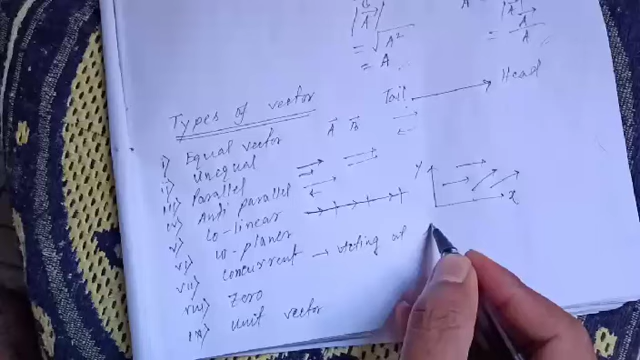 = √A² = A
A
Tail Head
Types of vector
A⃗ B⃗
i) Equal vector
ii) Unequal
iii) Parallel
iv) Anti parallel
v) Co-linear
vi) Co-planer
vii) Concurrent → Acting at
viii) Zero
ix) Unit vector
Y
X